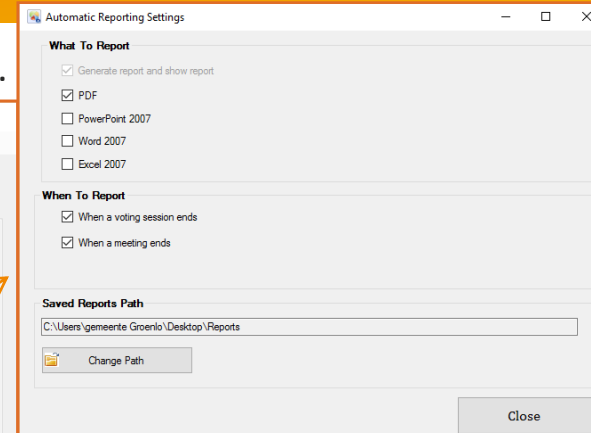 Automatic Reporting Settings
What To Report
Generate report and show report
PDF
PowerPoint 2007
Word 2007
Excel 2007
When To Report
When a voting session ends
When a meeting ends
Saved Reports Path
C:\Users\gemeente Groenlo\Desktop\Reports
Change Path
Close